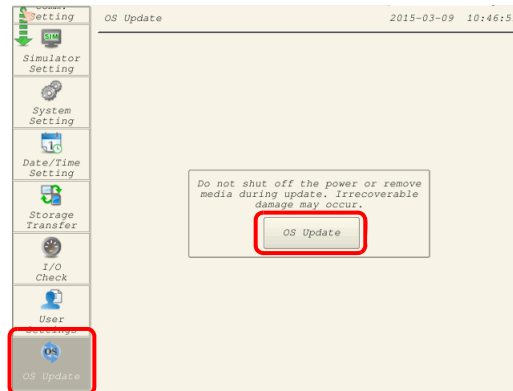 Comm.
Setting
OS Update
2015-03-09 10:46:5
SIM
Simulator
Setting
System
Setting
Date/Time
Setting
Storage
Transfer
I/O
Check
User
Settings
OS
OS Update
Do not shut off the power or remove
media during update. Irrecoverable
damage may occur.
OS Update